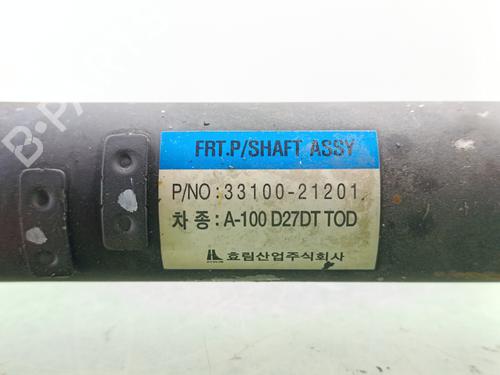 FRT.P/SHAFT ASSY
P/NO : 33100-21201
차 종 : A-100 D27DT TOD
효림산업주식회사